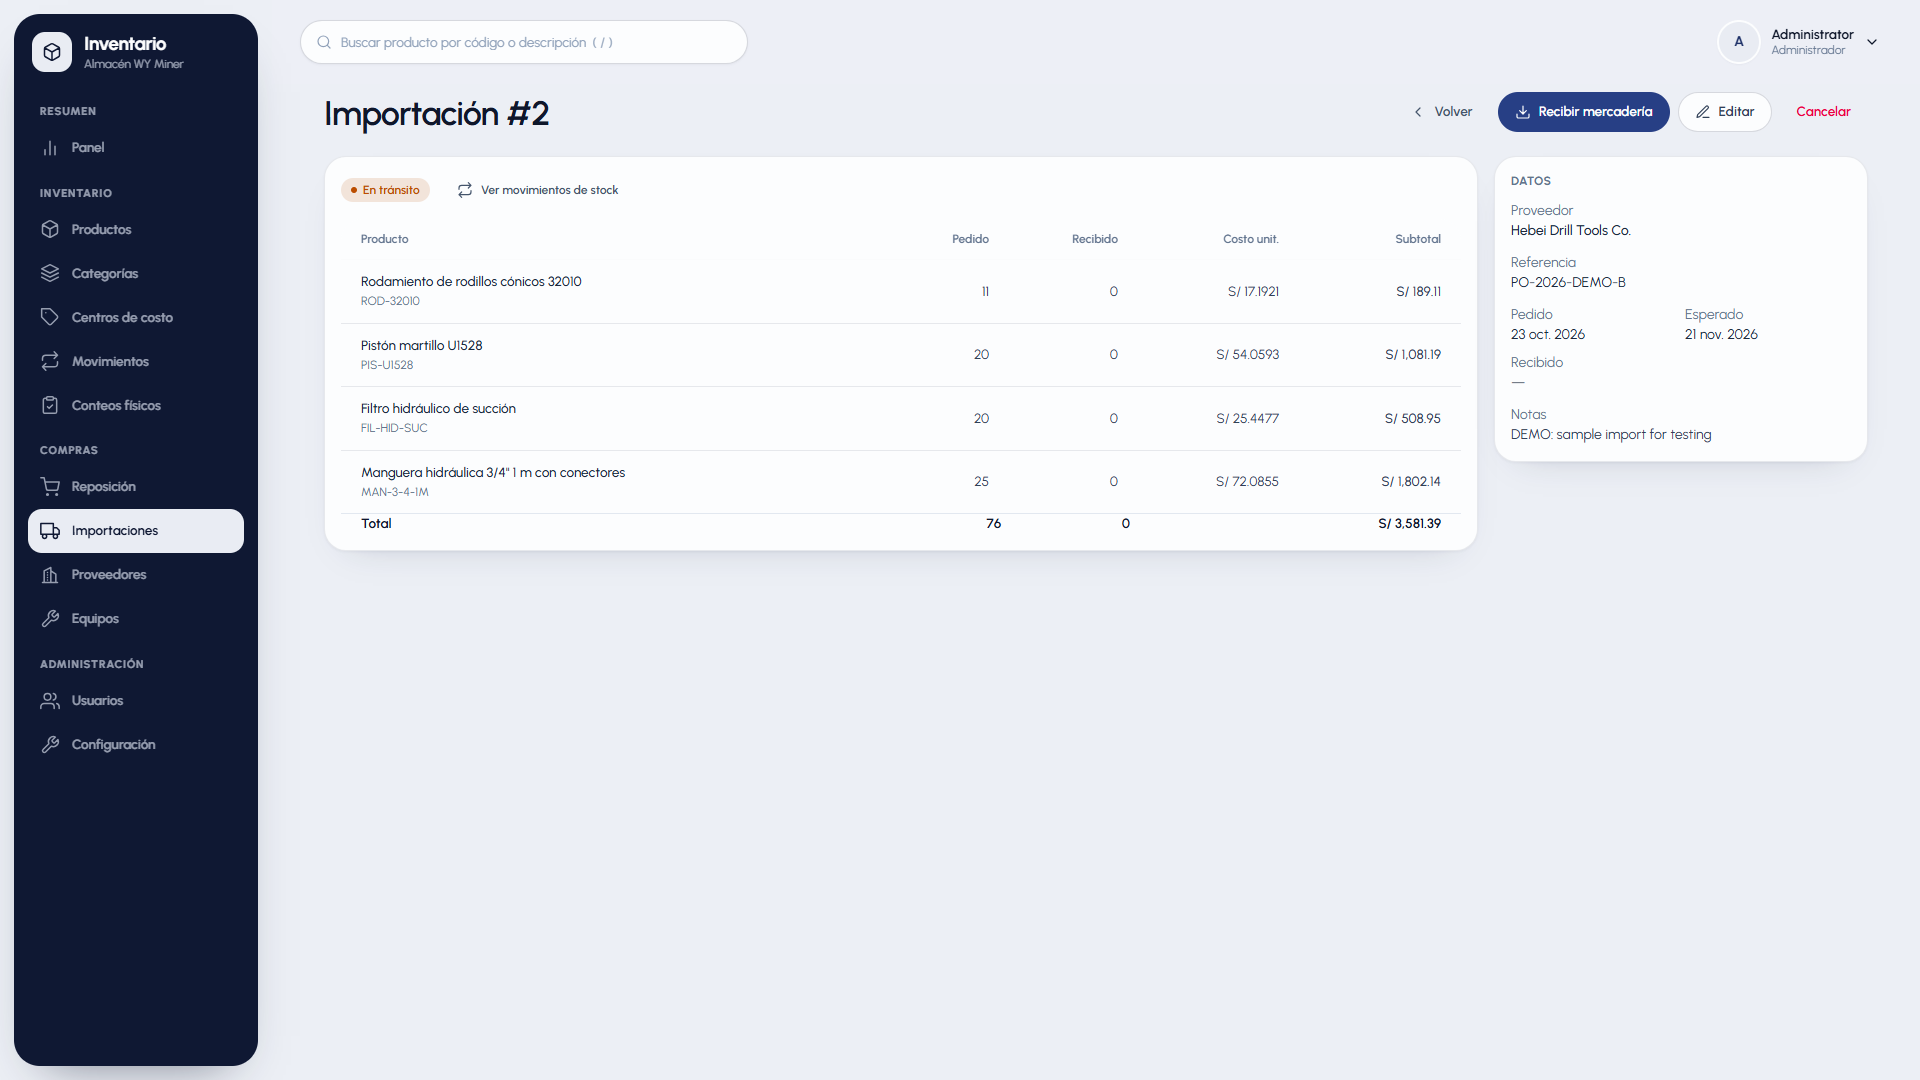 Inventario
Almacén WY Miner
RESUMEN
Panel
INVENTARIO
Productos
Categorías
Centros de costo
Movimientos
Conteos físicos
COMPRAS
Reposición
Importaciones
Proveedores
Equipos
ADMINISTRACIÓN
Usuarios
Configuración
Buscar producto por código o descripción ( / )
A
Administrator
Administrador
Importación #2
Volver
Recibir mercadería
Editar
Cancelar
En tránsito
Ver movimientos de stock
Producto Pedido Recibido Costo unit. Subtotal
Rodamiento de rodillos cónicos 32010
ROD-32010
11 0 S/ 17.1921 S/ 189.11
Pistón martillo U1528
PIS-U1528
20 0 S/ 54.0593 S/ 1,081.19
Filtro hidráulico de succión
FIL-HID-SUC
20 0 S/ 25.4477 S/ 508.95
Manguera hidráulica 3/4" 1 m con conectores
MAN-3-4-1M
25 0 S/ 72.0855 S/ 1,802.14
Total 76 0 S/ 3,581.39
DATOS
Proveedor
Hebei Drill Tools Co.
Referencia
PO-2026-DEMO-B
Pedido Esperado
23 oct. 2026 21 nov. 2026
Recibido
—
Notas
DEMO: sample import for testing